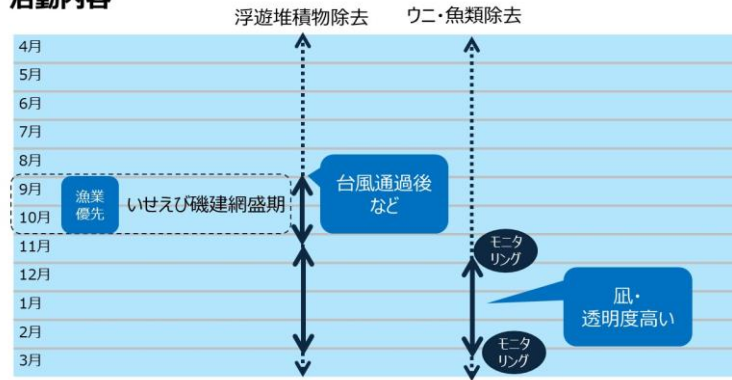 活動内容
浮遊堆積物除去
ウニ・魚類除去
4月
5月
6月
7月
8月
9月
10月
11月
12月
1月
2月
3月
漁業
優先
いせえび磯建網盛期
台風通過後
など
モニタ
リング
凪・
透明度高い
モニタ
リング